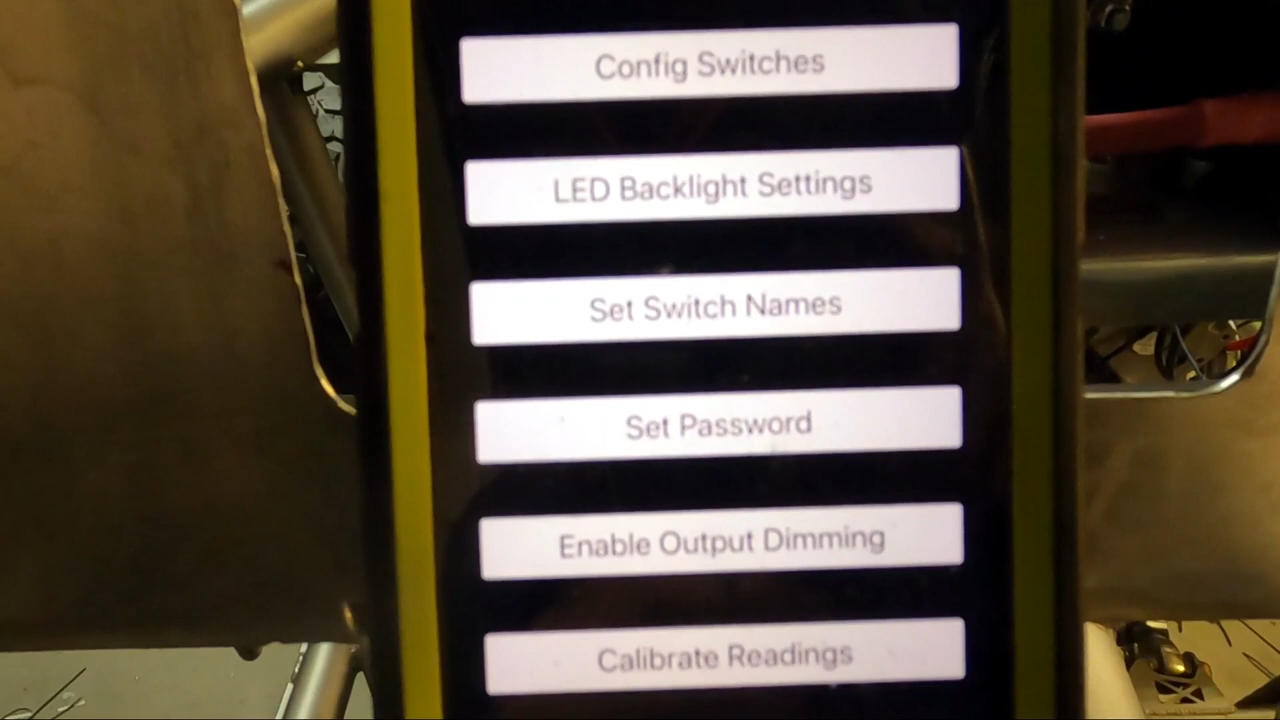 Config Switches
LED Backlight Settings
Set Switch Names
Set Password
Enable Output Dimming
Calibrate Readings